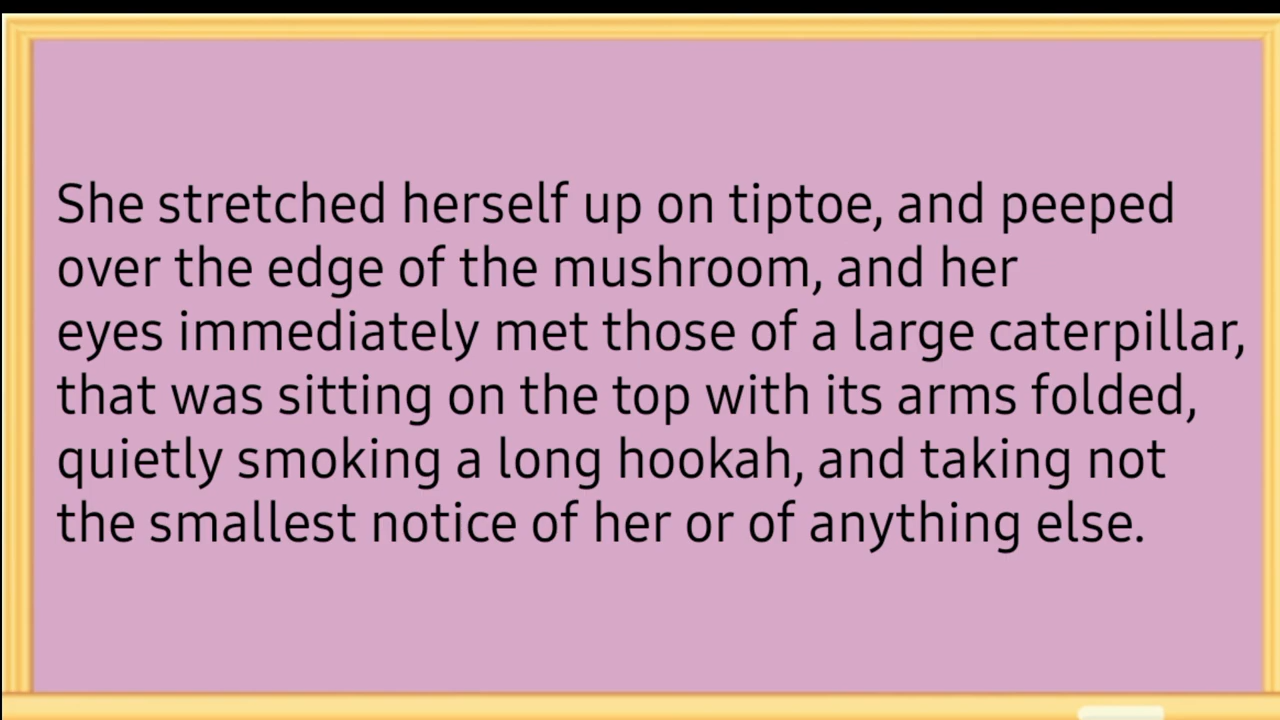 She stretched herself up on tiptoe, and peeped
over the edge of the mushroom, and her
eyes immediately met those of a large caterpillar,
that was sitting on the top with its arms folded,
quietly smoking a long hookah, and taking not
the smallest notice of her or of anything else.